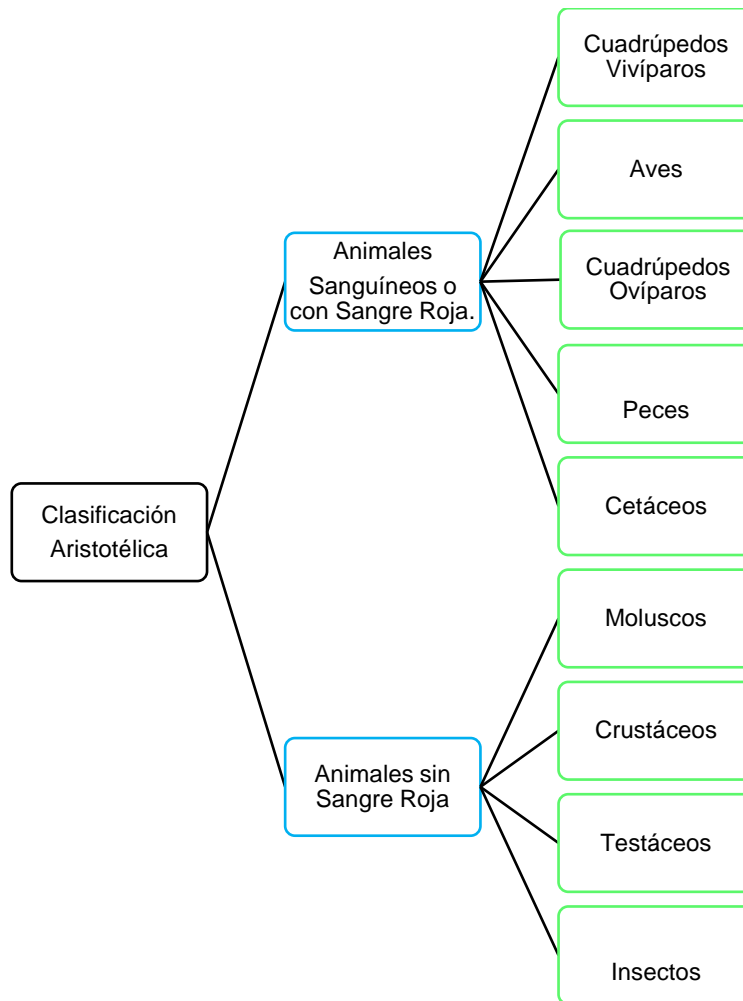 Clasificación
Aristotélica
Animales
Sanguíneos o
con Sangre Roja.
Cuadrúpedos
Vivíparos
Aves
Cuadrúpedos
Ovíparos
Peces
Cetáceos
Animales sin
Sangre Roja
Moluscos
Crustáceos
Testáceos
Insectos